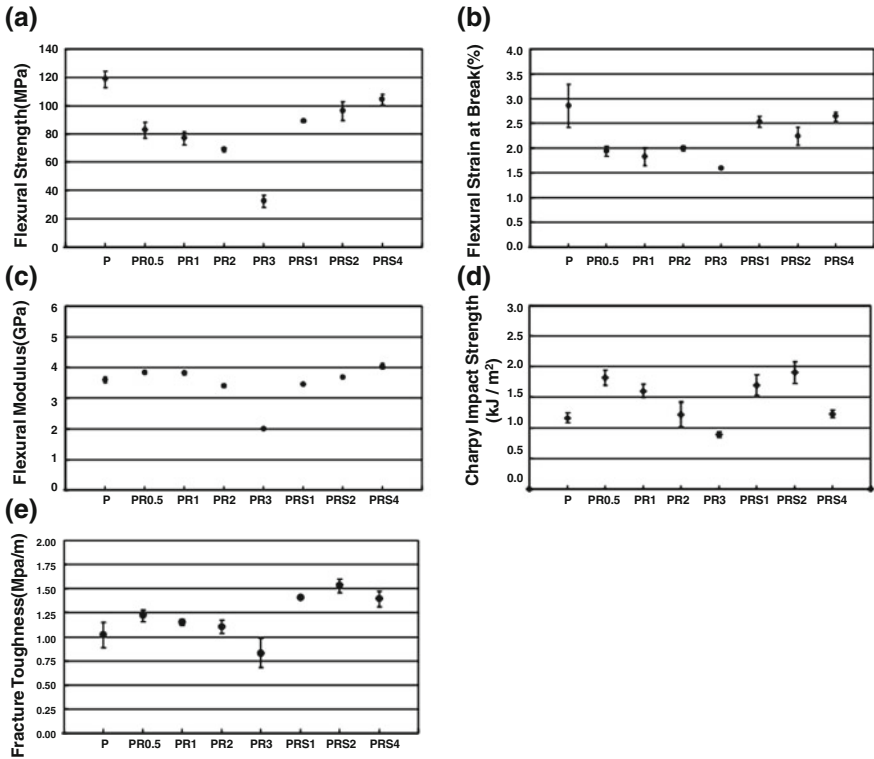 (a)
Flexural Strength(MPa)
140
120
100
80
60
40
20
0
P PR0.5 PR1 PR2 PR3 PRS1 PRS2 PRS4
(b)
Flexural Strain at Break(%)
4.0
3.5
3.0
2.5
2.0
1.5
1.0
0.5
0.0
P PR0.5 PR1 PR2 PR3 PRS1 PRS2 PRS4
(c)
Flexural Modulus(GPa)
6
5
4
3
2
1
0
P PR0.5 PR1 PR2 PR3 PRS1 PRS2 PRS4
(d)
Charpy Impact Strength
(kJ / m²)
3.0
2.5
2.0
1.5
1.0
0.5
0.0
P PR0.5 PR1 PR2 PR3 PRS1 PRS2 PRS4
(e)
Fracture Toughness(Mpa/m)
2.00
1.75
1.50
1.25
1.00
0.75
0.50
0.25
0.00
P PR0.5 PR1 PR2 PR3 PRS1 PRS2 PRS4